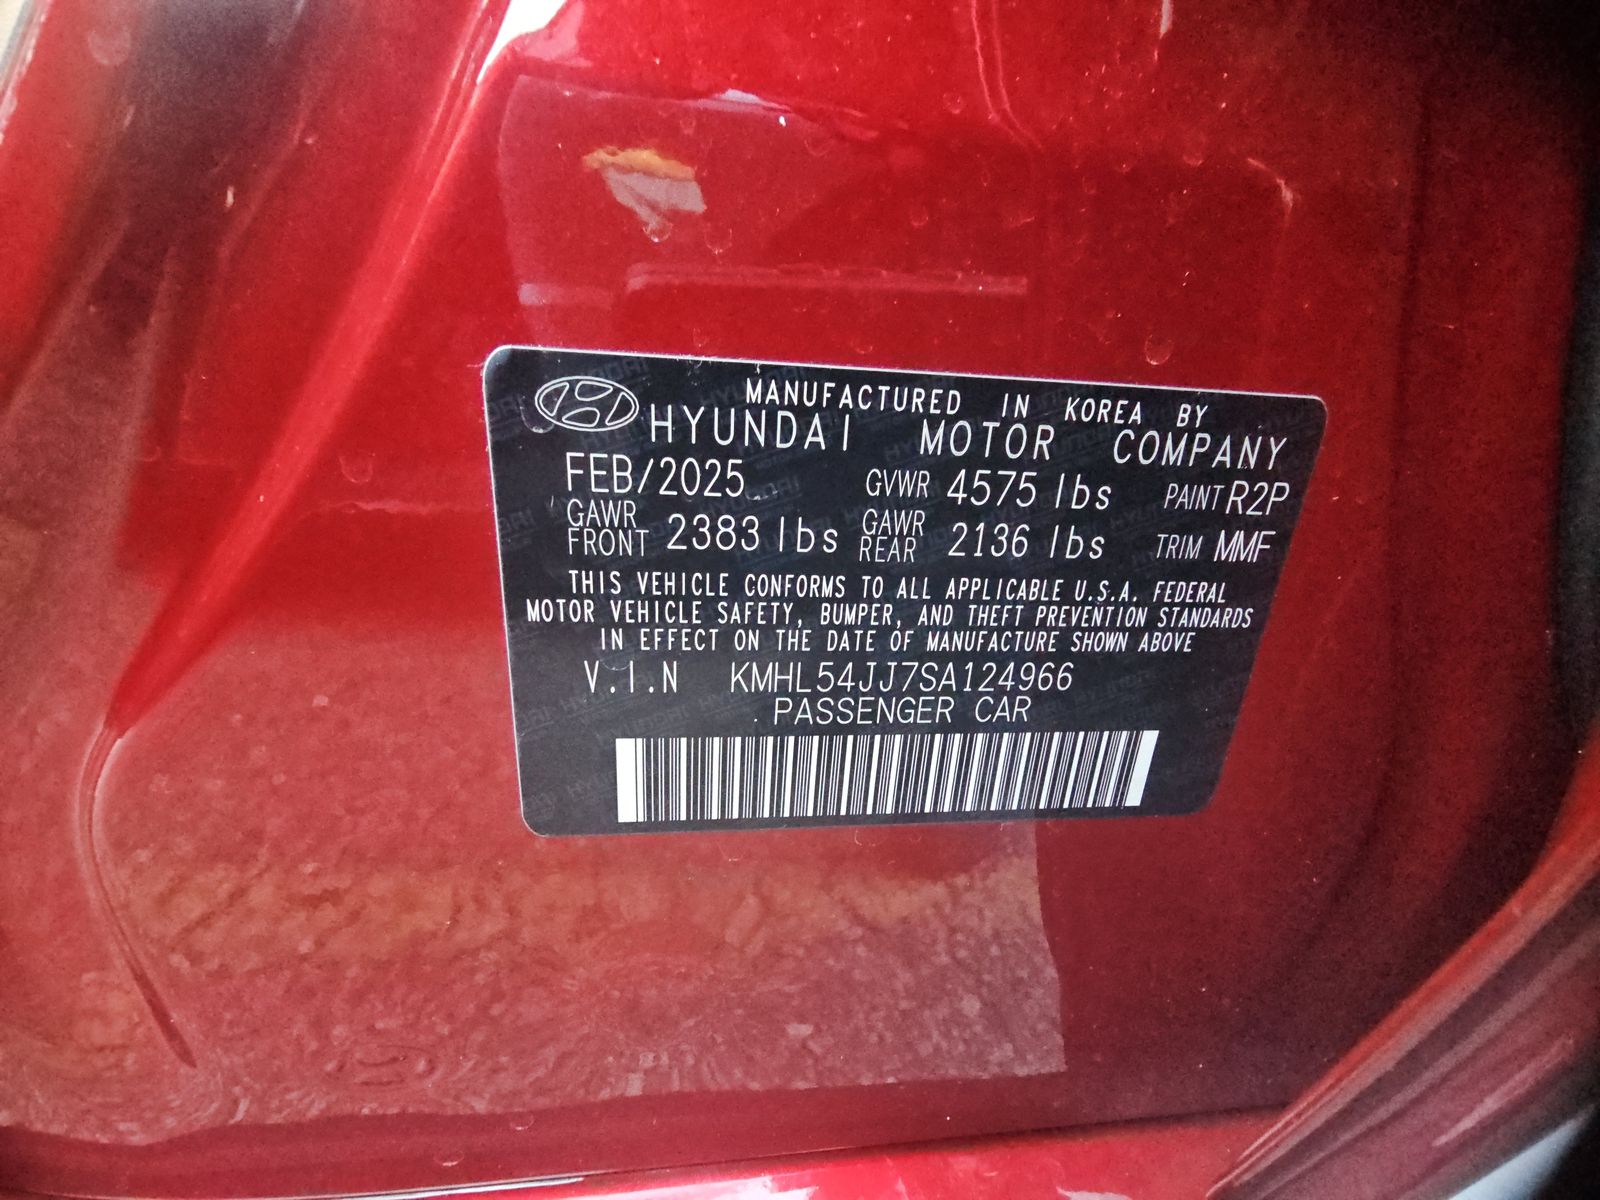 MANUFACTURED IN KOREA BY
HYUNDAI MOTOR COMPANY
FEB/2025 GVWR 4575 lbs PAINT R2P
GAWR FRONT 2383 lbs GAWR REAR 2136 lbs TRIM MMF
THIS VEHICLE CONFORMS TO ALL APPLICABLE U.S.A. FEDERAL
MOTOR VEHICLE SAFETY, BUMPER, AND THEFT PREVENTION STANDARDS
IN EFFECT ON THE DATE OF MANUFACTURE SHOWN ABOVE
V.I.N KMHL54JJ7SA124966
PASSENGER CAR